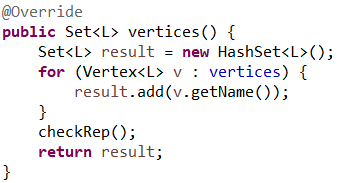 @Override
public Set<L> vertices() {
    Set<L> result = new HashSet<L>();
    for (Vertex<L> v : vertices) {
        result.add(v.getName());
    }
    checkRep();
    return result;
}